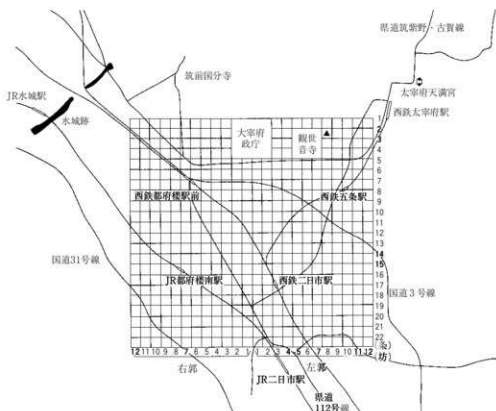 県道筑紫野・古賀線
筑前国分寺
太宰府天満宮
JR水城駅
西鉄太宰府駅
水城跡
大宰府
政庁
観世
音寺
1
2
3
4
5
6
7
8
9
10
11
12
13
14
15
16
17
18
19
20
21
22
(条)
西鉄都府楼駅前
西鉄五条駅
国道31号線
JR都府楼南駅
西鉄二日市駅
国道3号線
12 11 10 9 8 7 6 5 4 3 2 1 1 2 3 4 5 6 7 8 9 10 11 12 (坊)
右郭
左郭
JR二日市駅
県道
112号線